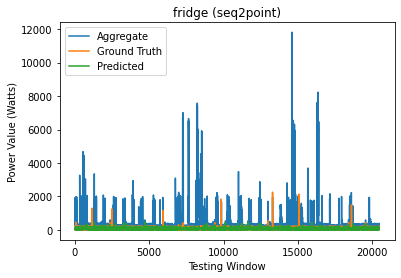 fridge (seq2point)
Aggregate
Ground Truth
Predicted
Power Value (Watts)
12000
10000
8000
6000
4000
2000
0
0 5000 10000 15000 20000
Testing Window